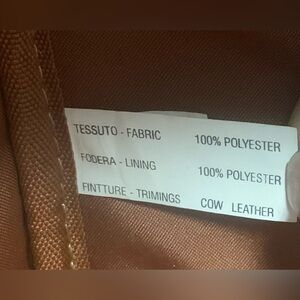 TESSUTO - FABRIC 100% POLYESTER
FODERA - LINING 100% POLYESTER
FINTTURE - TRIMINGS COW LEATHER